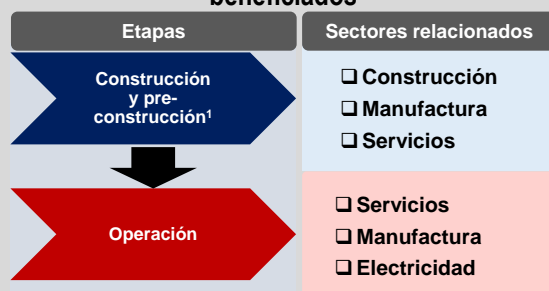 beneficiados
Etapas
Sectores relacionados
Construcción
y pre-
construcción¹
❑ Construcción
❑ Manufactura
❑ Servicios
Operación
❑ Servicios
❑ Manufactura
❑ Electricidad